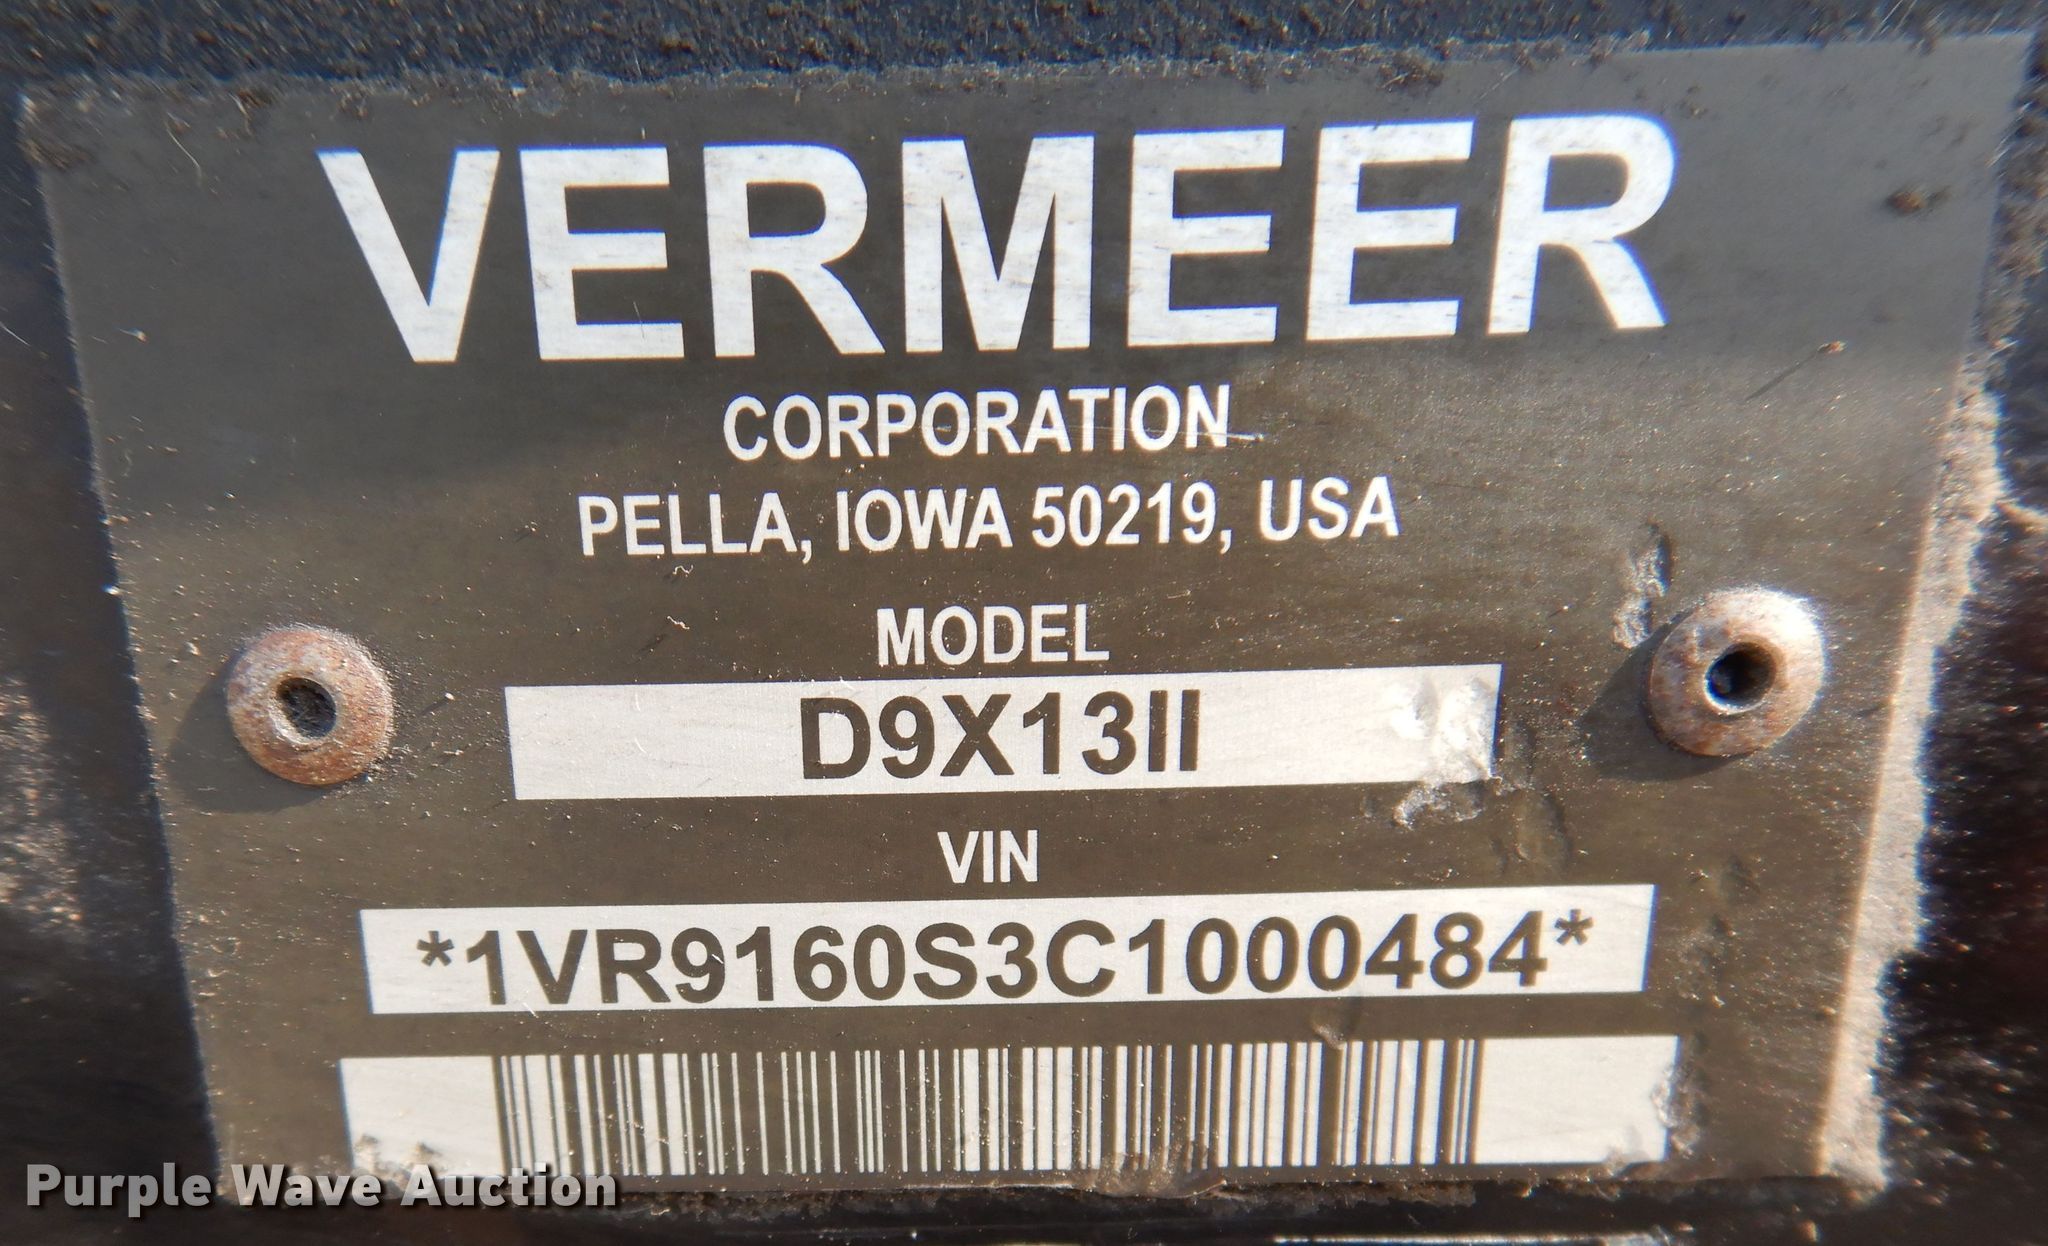 VERMEER
CORPORATION
PELLA, IOWA 50219, USA
MODEL
D9X13II
VIN
*1VR9160S3C1000484*
Purple Wave Auction